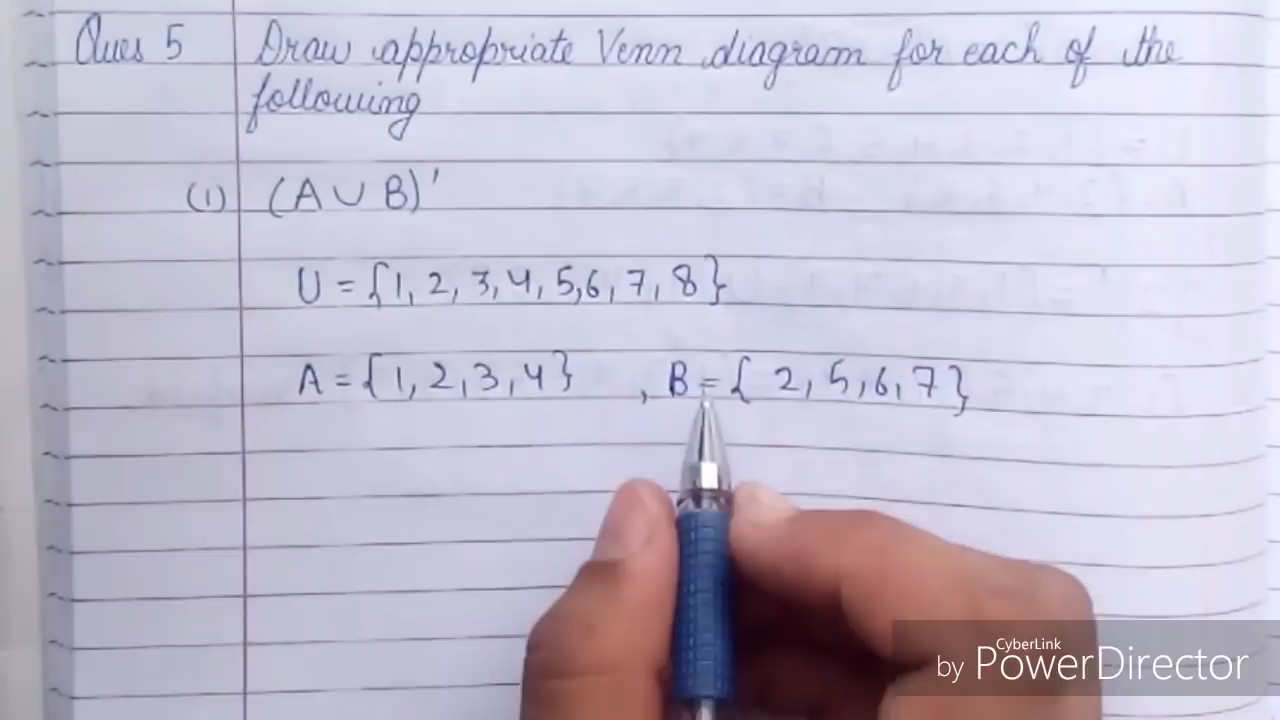 Ques 5 Draw appropriate Venn diagram for each of the
following
(1) (A ∪ B)'
U = {1, 2, 3, 4, 5, 6, 7, 8}
A = {1, 2, 3, 4} , B = { 2, 5, 6, 7}
CyberLink
by PowerDirector